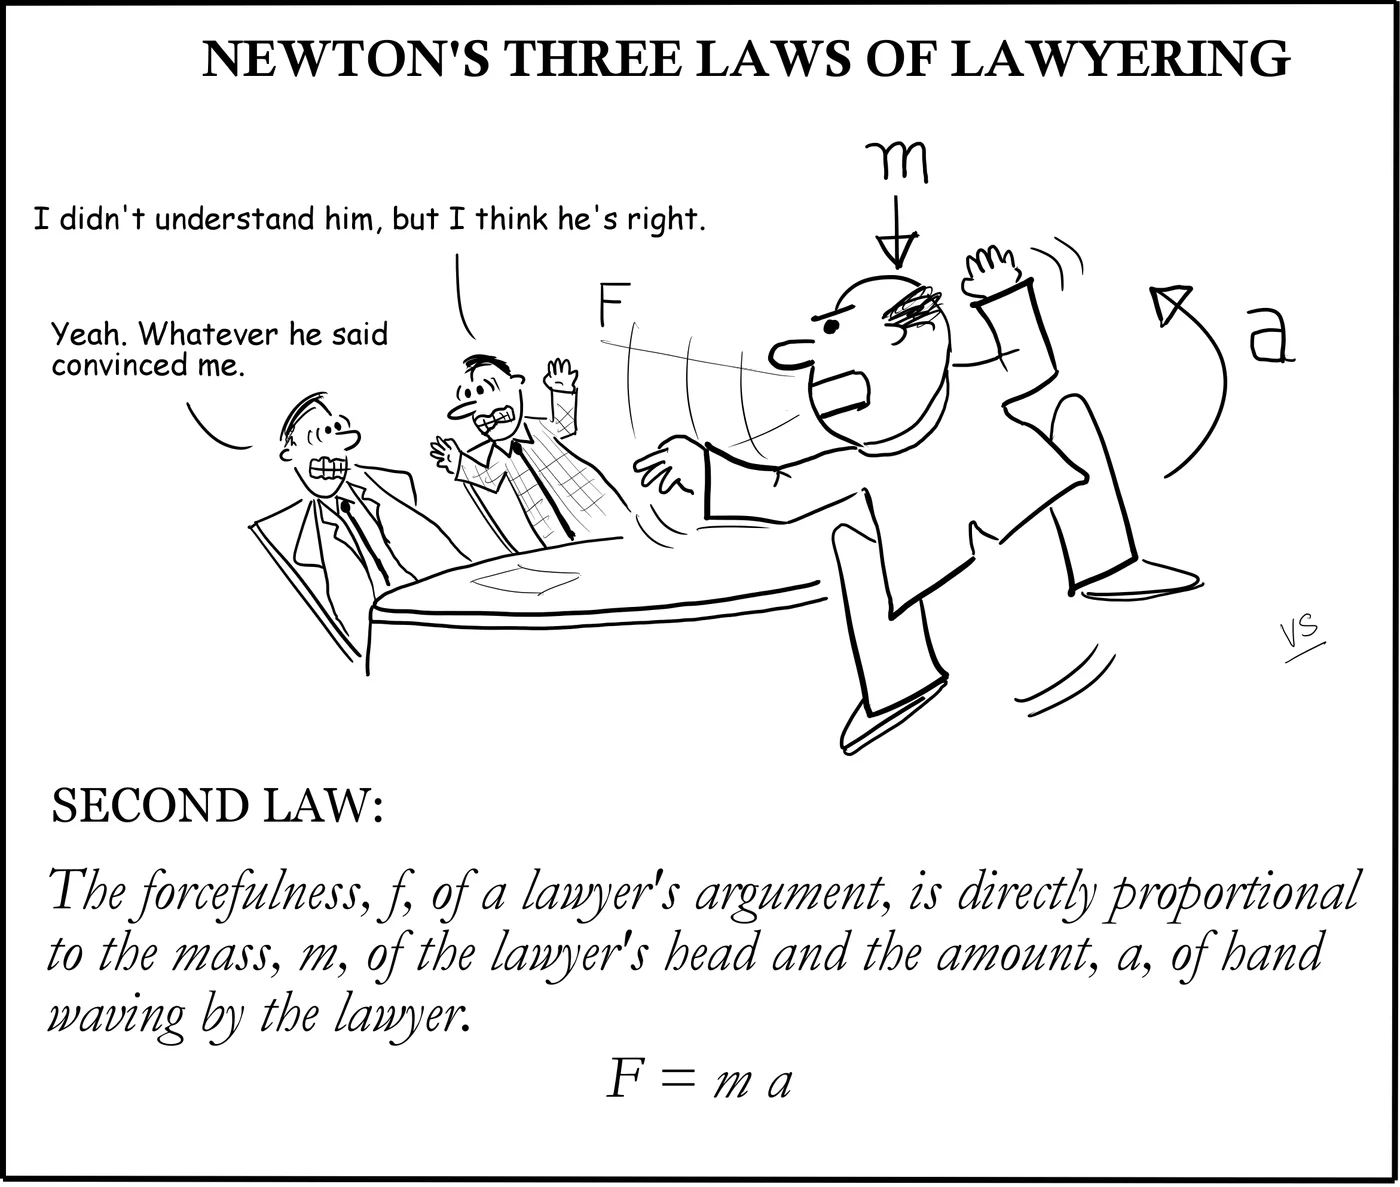 NEWTON'S THREE LAWS OF LAWYERING
m
I didn't understand him, but I think he's right.
F
a
Yeah. Whatever he said
convinced me.
VS
SECOND LAW:
The forcefulness, f, of a lawyer's argument, is directly proportional
to the mass, m, of the lawyer's head and the amount, a, of hand
waving by the lawyer.
F = m a